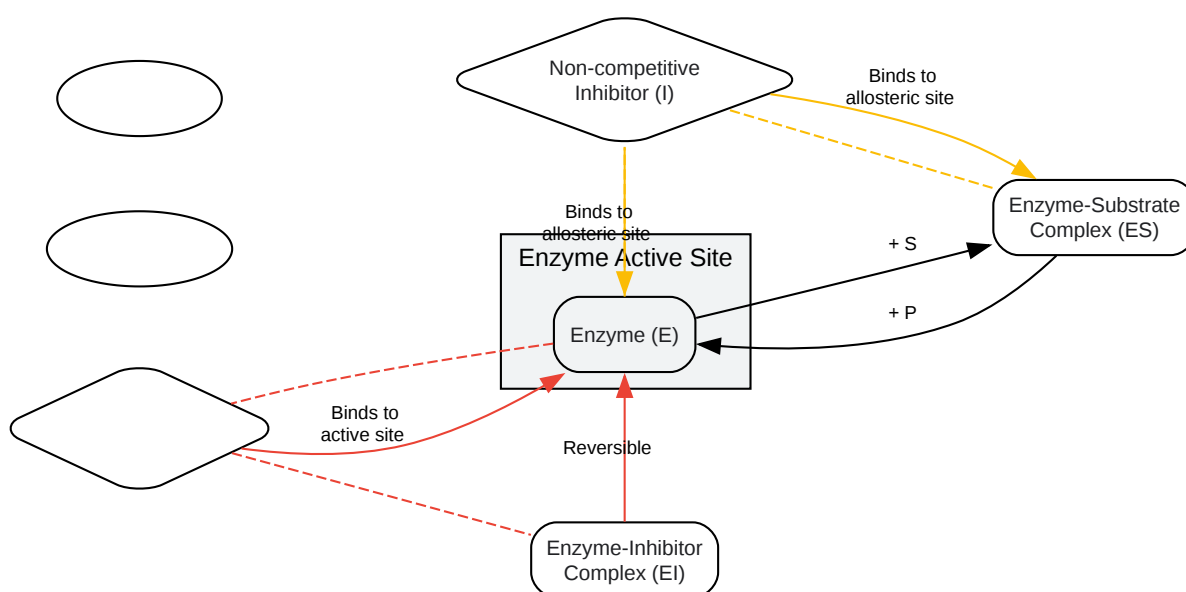 Non-competitive
Inhibitor (I)
Binds to
allosteric site
Enzyme-Substrate
Complex (ES)
Binds to
allosteric site
Enzyme Active Site
+ S
+ P
Enzyme (E)
Binds to
active site
Reversible
Enzyme-Inhibitor
Complex (EI)